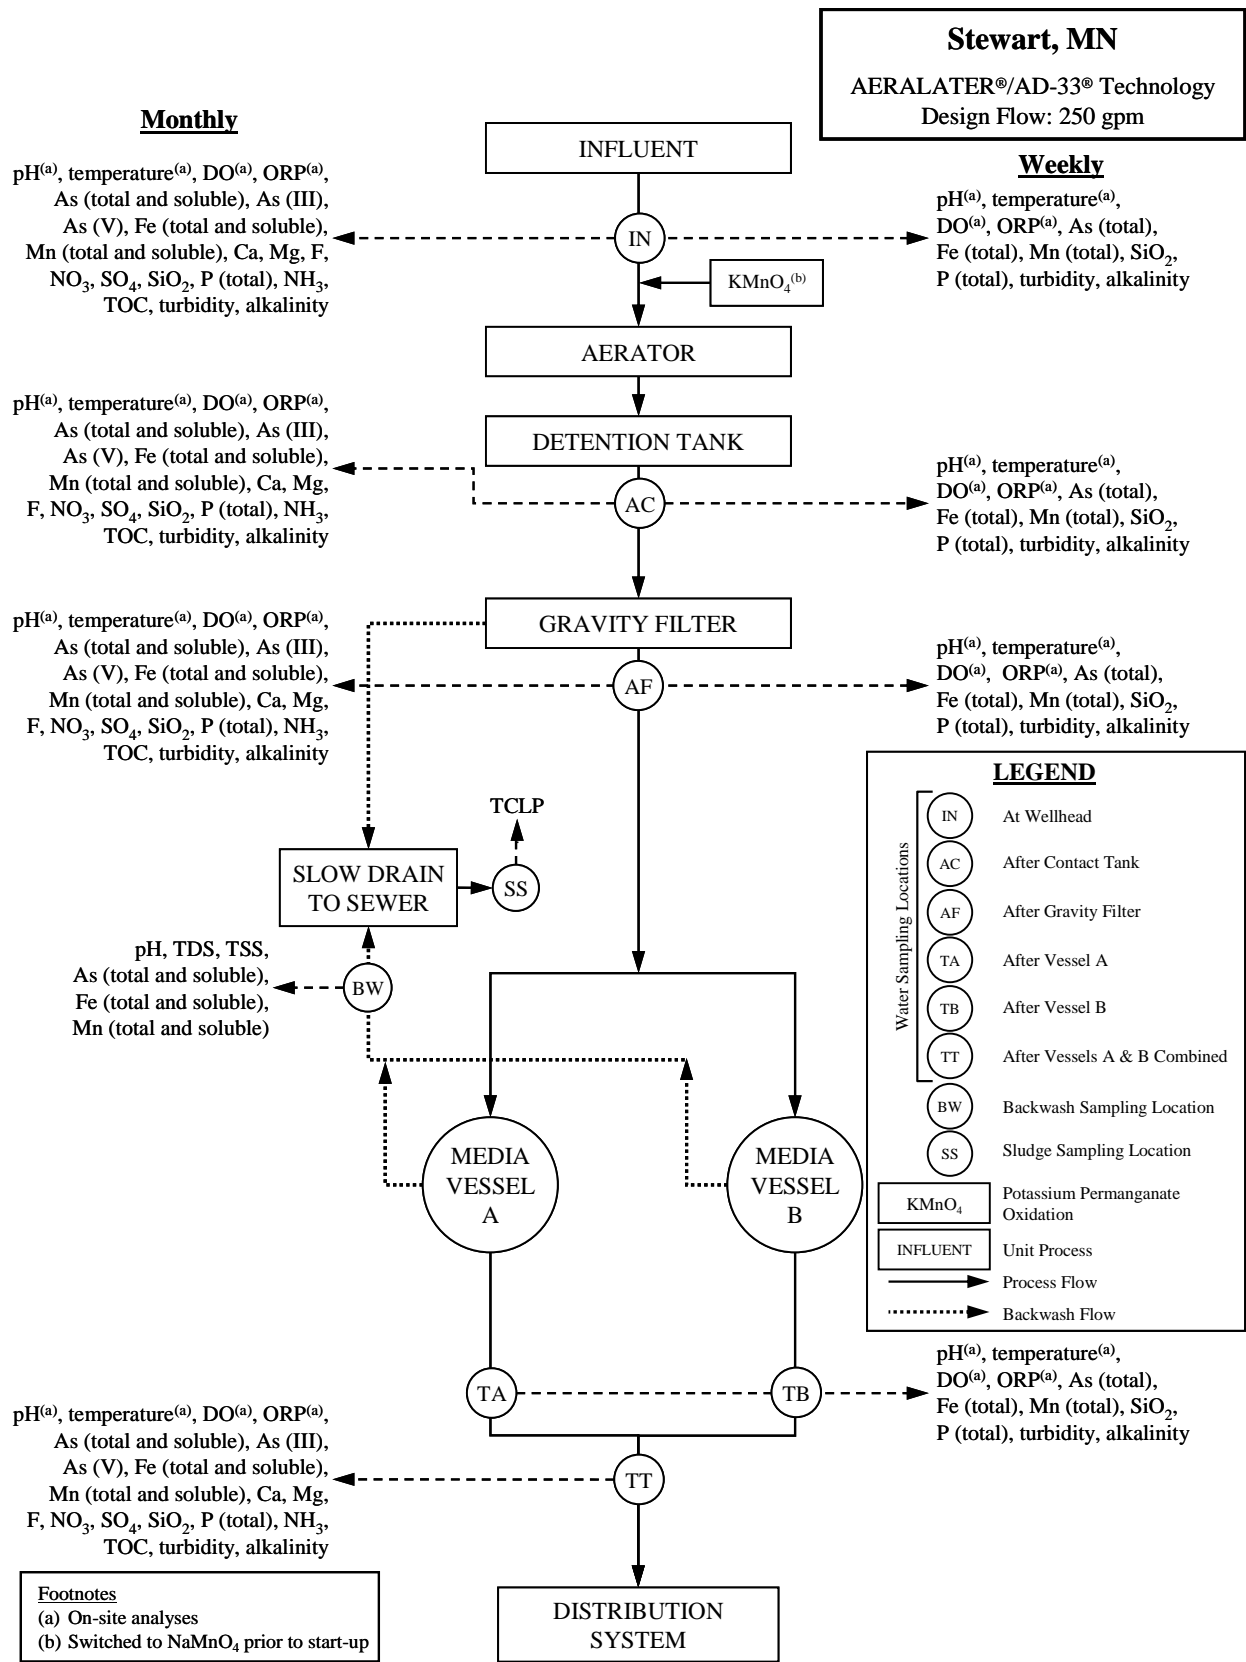 Stewart, MN
AERALATER®/AD-33® Technology
Design Flow: 250 gpm
Monthly
pH(a), temperature(a), DO(a), ORP(a),
As (total and soluble), As (III),
As (V), Fe (total and soluble),
Mn (total and soluble), Ca, Mg, F,
NO3, SO4, SiO2, P (total), NH3,
TOC, turbidity, alkalinity
INFLUENT
IN
KMnO4(b)
Weekly
pH(a), temperature(a),
DO(a), ORP(a), As (total),
Fe (total), Mn (total), SiO2,
P (total), turbidity, alkalinity
AERATOR
DETENTION TANK
pH(a), temperature(a), DO(a), ORP(a),
As (total and soluble), As (III),
As (V), Fe (total and soluble),
Mn (total and soluble), Ca, Mg,
F, NO3, SO4, SiO2, P (total), NH3,
TOC, turbidity, alkalinity
AC
pH(a), temperature(a),
DO(a), ORP(a), As (total),
Fe (total), Mn (total), SiO2,
P (total), turbidity, alkalinity
GRAVITY FILTER
pH(a), temperature(a), DO(a), ORP(a),
As (total and soluble), As (III),
As (V), Fe (total and soluble),
Mn (total and soluble), Ca, Mg,
F, NO3, SO4, SiO2, P (total), NH3,
TOC, turbidity, alkalinity
AF
pH(a), temperature(a),
DO(a), ORP(a), As (total),
Fe (total), Mn (total), SiO2,
P (total), turbidity, alkalinity
TCLP
SLOW DRAIN
TO SEWER
SS
pH, TDS, TSS,
As (total and soluble),
Fe (total and soluble),
Mn (total and soluble)
BW
MEDIA
VESSEL
A
MEDIA
VESSEL
B
LEGEND
Water Sampling Locations
IN At Wellhead
AC After Contact Tank
AF After Gravity Filter
TA After Vessel A
TB After Vessel B
TT After Vessels A & B Combined
BW Backwash Sampling Location
SS Sludge Sampling Location
KMnO4 Potassium Permanganate
Oxidation
INFLUENT Unit Process
Process Flow
Backwash Flow
TA
TB
pH(a), temperature(a),
DO(a), ORP(a), As (total),
Fe (total), Mn (total), SiO2,
P (total), turbidity, alkalinity
pH(a), temperature(a), DO(a), ORP(a),
As (total and soluble), As (III),
As (V), Fe (total and soluble),
Mn (total and soluble), Ca, Mg,
F, NO3, SO4, SiO2, P (total), NH3,
TOC, turbidity, alkalinity
TT
DISTRIBUTION
SYSTEM
Footnotes
(a) On-site analyses
(b) Switched to NaMnO4 prior to start-up